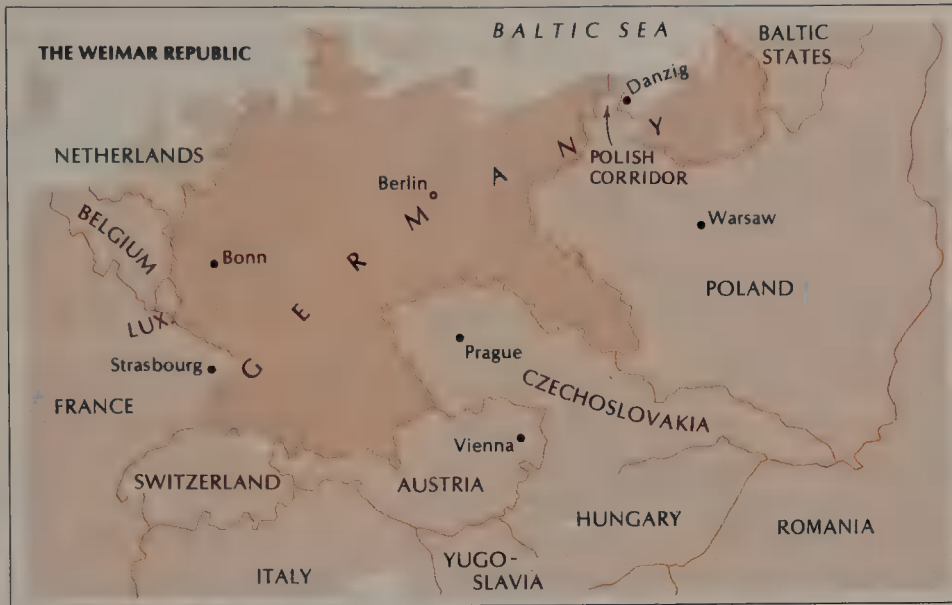 THE WEIMAR REPUBLIC
BALTIC SEA
BALTIC
STATES
Danzig
NETHERLANDS
POLISH
CORRIDOR
Berlin
GERMANY
BELGIUM
Warsaw
Bonn
POLAND
LUX.
Strasbourg
Prague
FRANCE
CZECHOSLOVAKIA
Vienna
SWITZERLAND
AUSTRIA
HUNGARY
ROMANIA
ITALY
YUGO-
SLAVIA